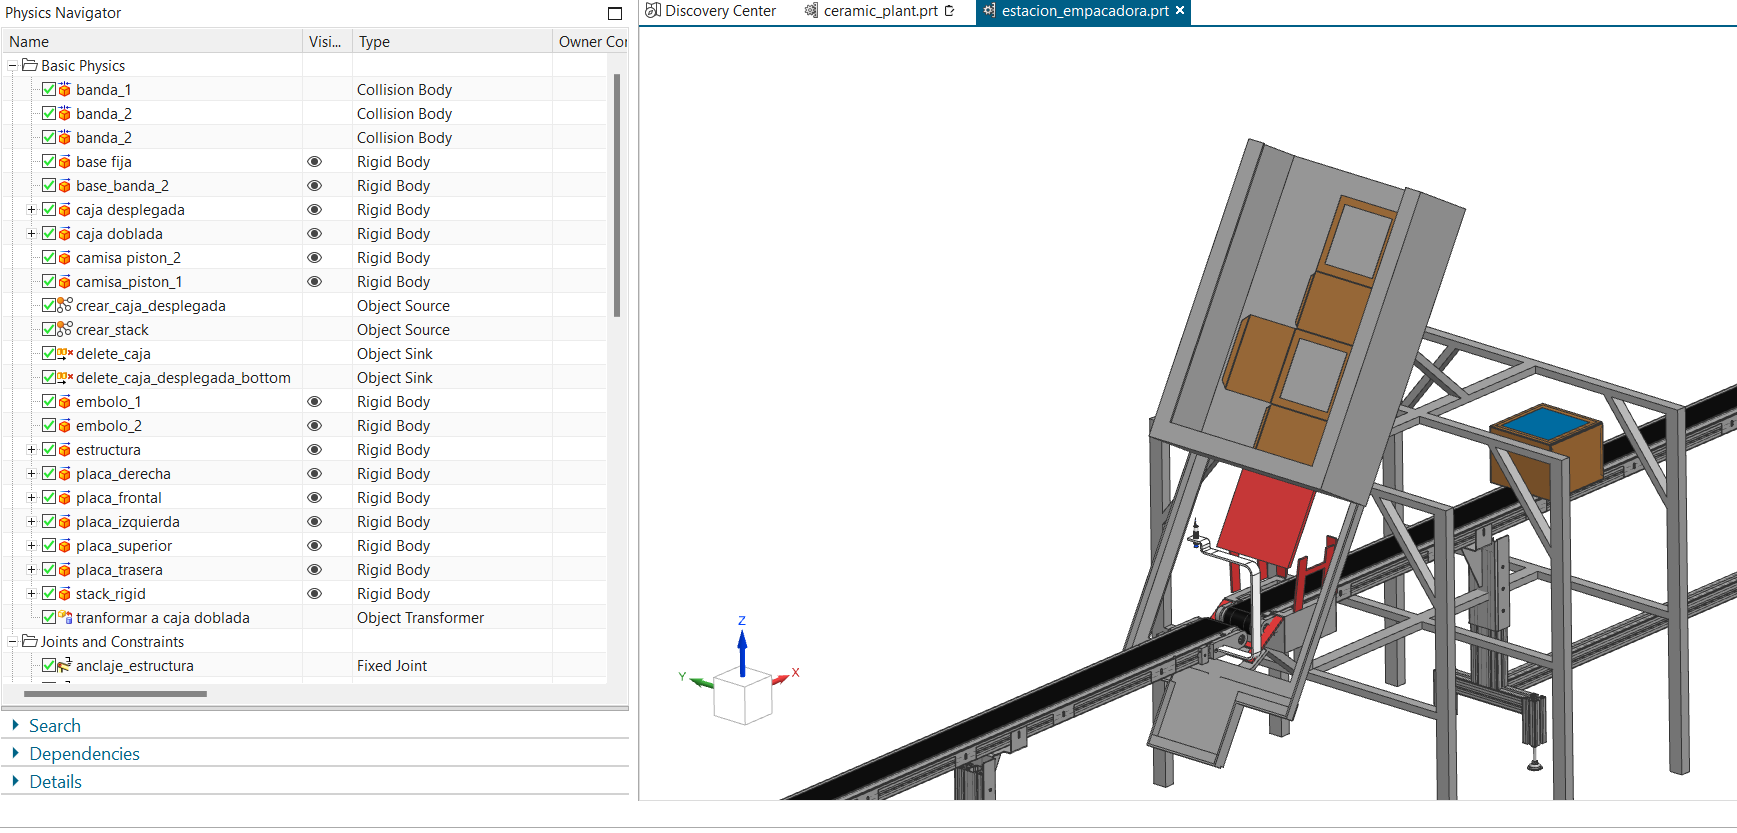 Physics Navigator
Discovery Center
ceramic_plant.prt
estacion_empacadora.prt
Name Visi... Type Owner Cor
Basic Physics
banda_1 Collision Body
banda_2 Collision Body
banda_2 Collision Body
base fija Rigid Body
base_banda_2 Rigid Body
caja desplegada Rigid Body
caja doblada Rigid Body
camisa piston_2 Rigid Body
camisa_piston_1 Rigid Body
crear_caja_desplegada Object Source
crear_stack Object Source
delete_caja Object Sink
delete_caja_desplegada_bottom Object Sink
embolo_1 Rigid Body
embolo_2 Rigid Body
estructura Rigid Body
placa_derecha Rigid Body
placa_frontal Rigid Body
placa_izquierda Rigid Body
placa_superior Rigid Body
placa_trasera Rigid Body
stack_rigid Rigid Body
tranformar a caja doblada Object Transformer
Joints and Constraints
anclaje_estructura Fixed Joint
Search
Dependencies
Details
Z
Y
X